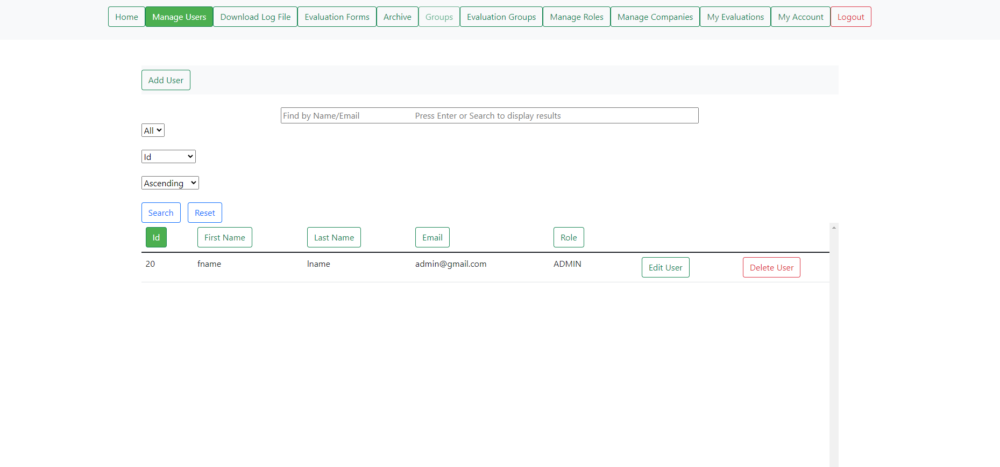 Home Manage Users Download Log File Evaluation Forms Archive Groups Evaluation Groups Manage Roles Manage Companies My Evaluations My Account Logout
Add User
Find by Name/Email Press Enter or Search to display results
All
Id
Ascending
Search Reset
Id First Name Last Name Email Role
20 fname lname admin@gmail.com ADMIN Edit User Delete User